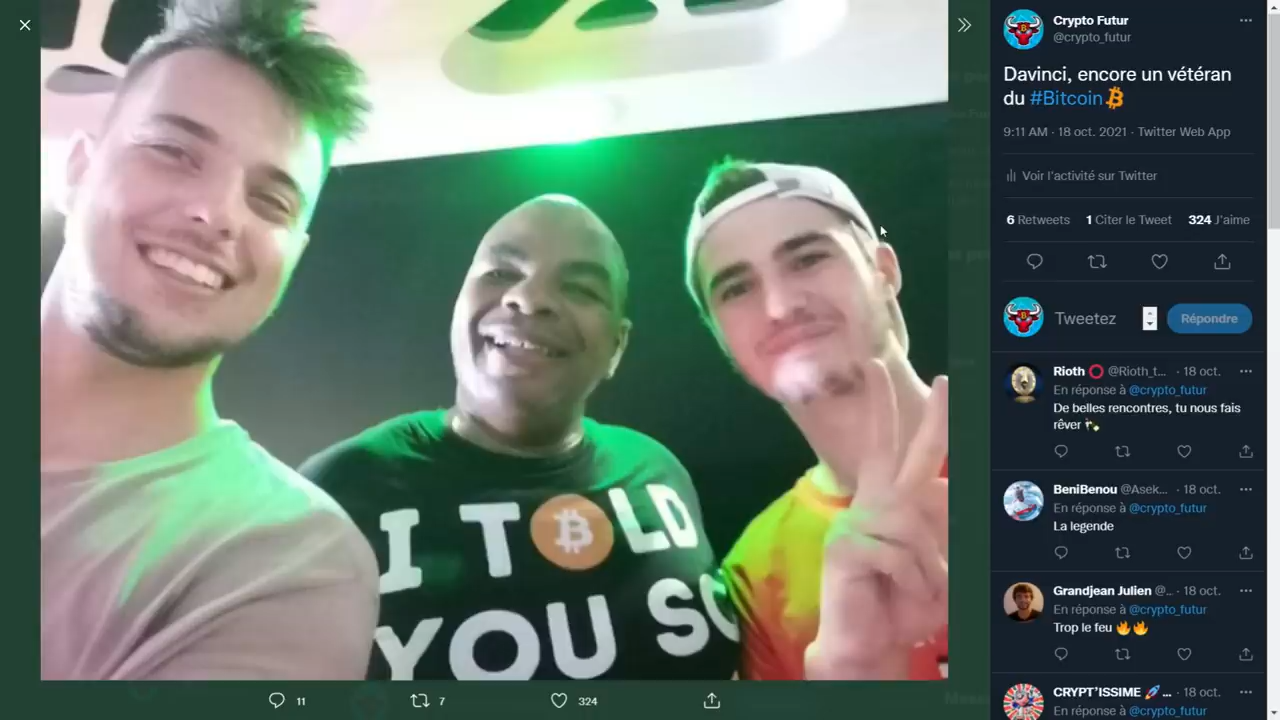 I T₿LD
YOU SO
11
7
324
Crypto Futur
@crypto_futur
Davinci, encore un vétéran
du #Bitcoin
9:11 AM · 18 oct. 2021 · Twitter Web App
Voir l'activité sur Twitter
6 Retweets 1 Citer le Tweet 324 J'aime
Tweetez
Répondre
Rioth @Rioth_t... · 18 oct.
En réponse à @crypto_futur
De belles rencontres, tu nous fais
rêver
BeniBenou @Asek... · 18 oct.
En réponse à @crypto_futur
La legende
Grandjean Julien @... · 18 oct.
En réponse à @crypto_futur
Trop le feu 🔥🔥
CRYPT'ISSIME 🚀 ... · 18 oct.
En réponse à @crypto_futur